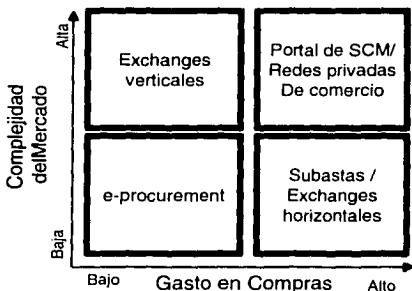 Complejidad
delMercado
Alta
Baja
Exchanges
verticales
Portal de SCM/
Redes privadas
De comercio
e-procurement
Subastas /
Exchanges
horizontales
Bajo
Gasto en Compras
Alto